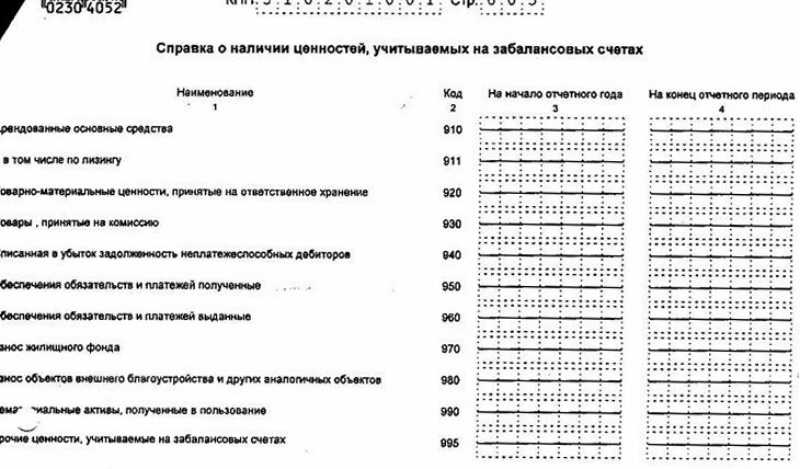 0230 4052 КПП Стр.
Справка о наличии ценностей, учитываемых на забалансовых счетах
Наименование Код На начало отчетного года На конец отчетного периода
1 2 3 4
рендованные основные средства 910
в том числе по лизингу 911
оварно-материальные ценности, принятые на ответственное хранение 920
овары , принятые на комиссию 930
писанная в убыток задолженность неплатежеспособных дебиторов 940
беспечения обязательств и платежей полученные 950
беспечения обязательств и платежей выданные 960
знос жилищного фонда 970
знос объектов внешнего благоустройства и других аналогичных объектов 980
ема иальные активы, полученные в пользование 990
рочие ценности, учитываемые на забалансовых счетах 995